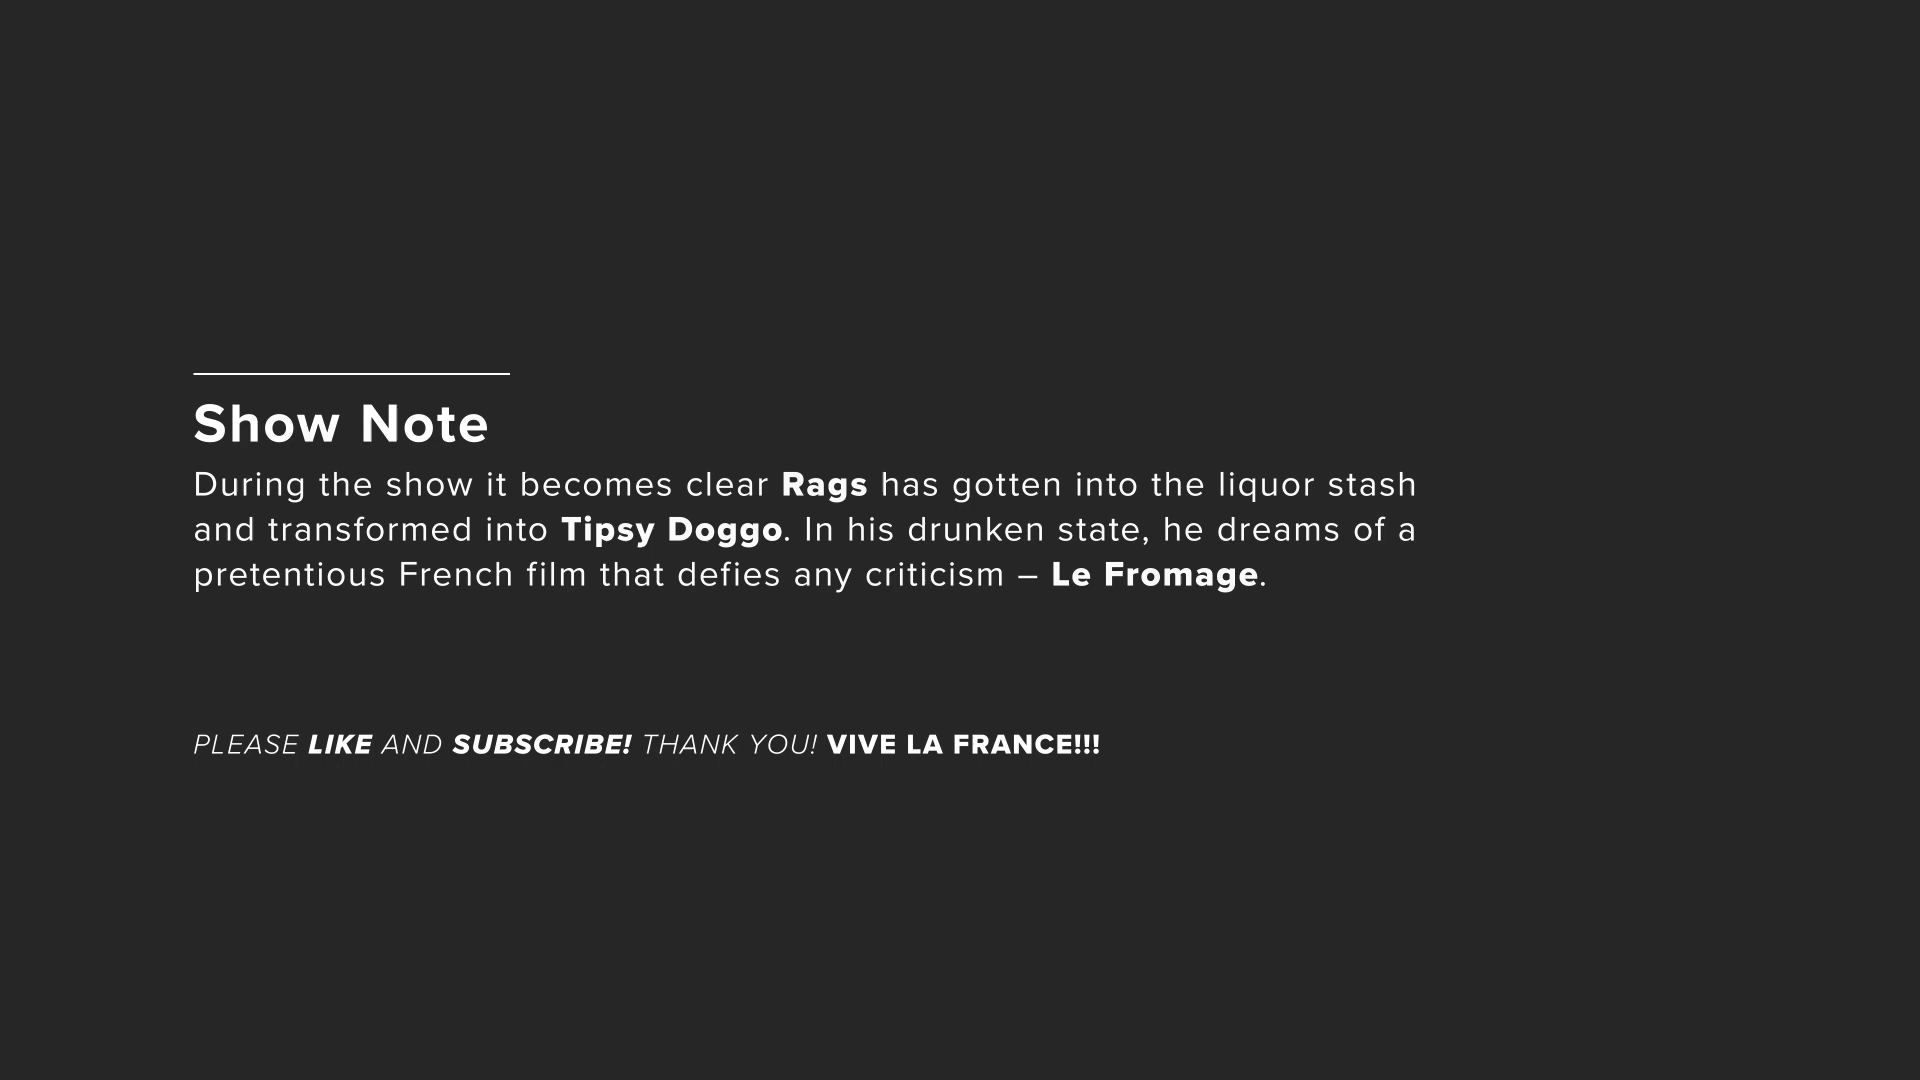 Show Note
During the show it becomes clear Rags has gotten into the liquor stash
and transformed into Tipsy Doggo. In his drunken state, he dreams of a
pretentious French film that defies any criticism – Le Fromage.
PLEASE LIKE AND SUBSCRIBE! THANK YOU! VIVE LA FRANCE!!!